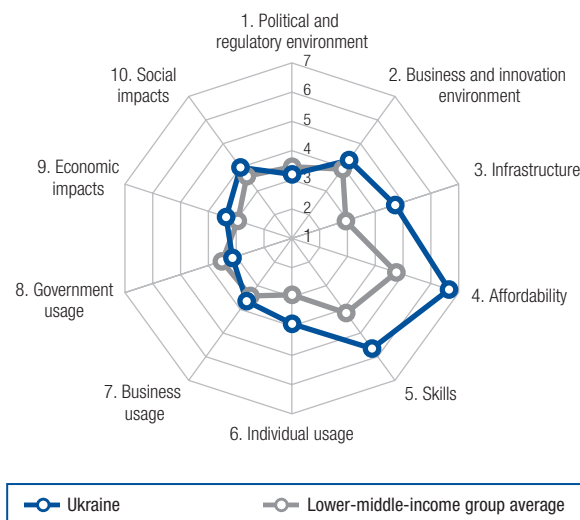 1. Political and
regulatory environment
2. Business and innovation
environment
3. Infrastructure
4. Affordability
5. Skills
6. Individual usage
7. Business
usage
8. Government
usage
9. Economic
impacts
10. Social
impacts
7
6
5
4
3
2
1
Ukraine
Lower-middle-income group average